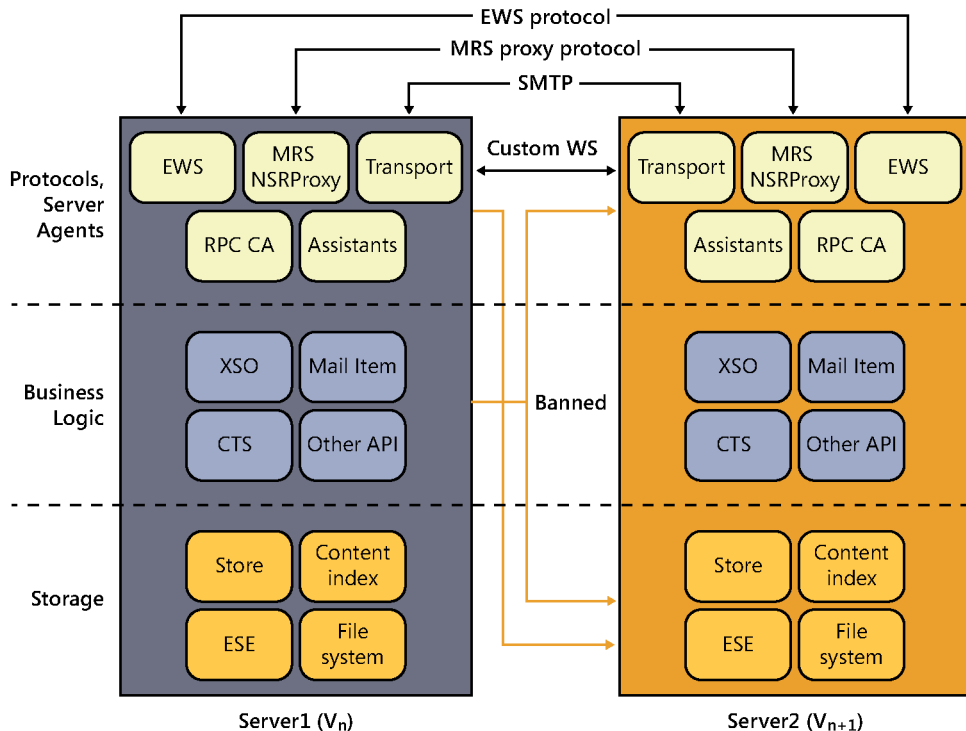 EWS protocol
MRS proxy protocol
SMTP
Custom WS
Banned
Protocols,
Server
Agents
Business
Logic
Storage
EWS
MRS
NSRProxy
Transport
RPC CA
Assistants
XSO
Mail Item
CTS
Other API
Store
Content
index
ESE
File
system
Server1 (Vn)
Transport
MRS
NSRProxy
EWS
Assistants
RPC CA
XSO
Mail Item
CTS
Other API
Store
Content
index
ESE
File
system
Server2 (Vn+1)